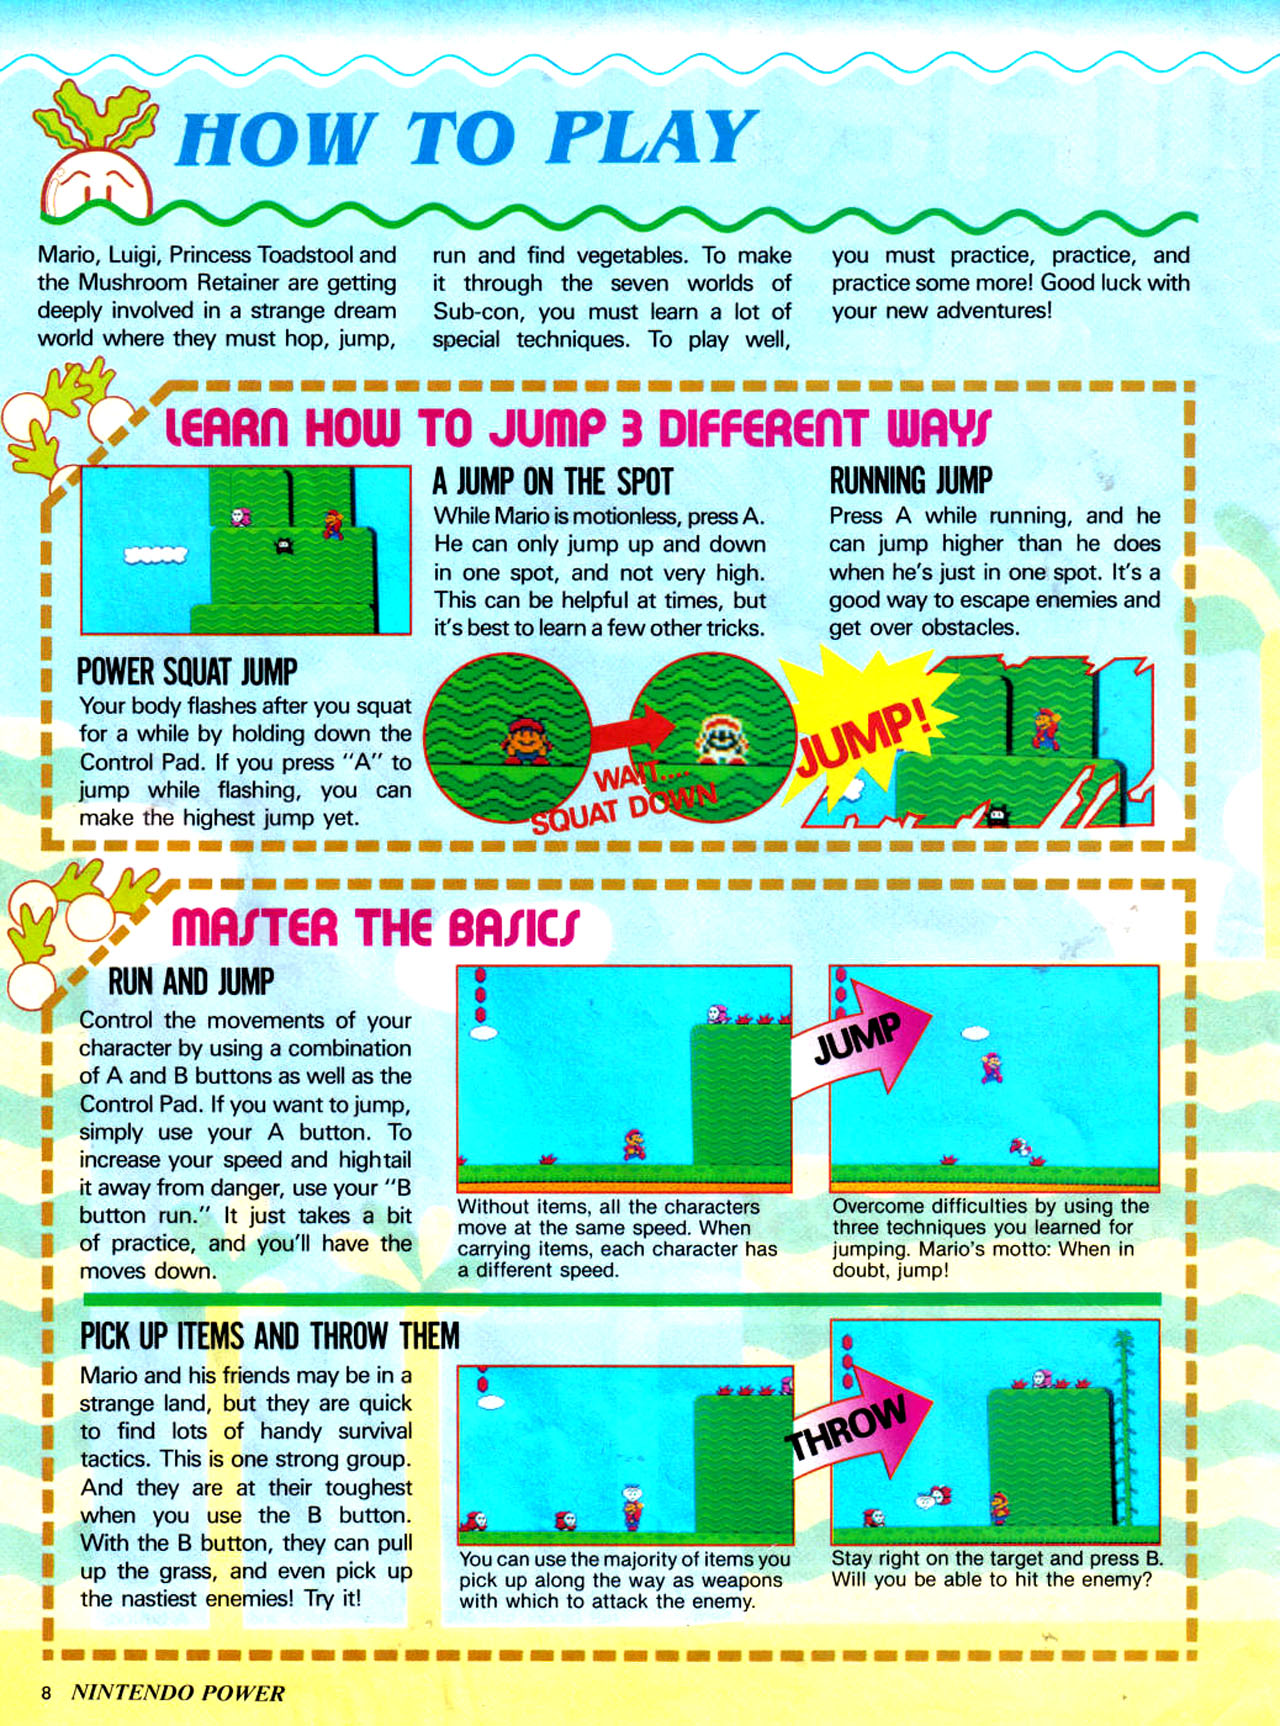 HOW TO PLAY
Mario, Luigi, Princess Toadstool and
the Mushroom Retainer are getting
deeply involved in a strange dream
world where they must hop, jump,
run and find vegetables. To make
it through the seven worlds of
Sub-con, you must learn a lot of
special techniques. To play well,
you must practice, practice, and
practice some more! Good luck with
your new adventures!
LEARN HOW TO JUMP 3 DIFFERENT WAYS
A JUMP ON THE SPOT
While Mario is motionless, press A.
He can only jump up and down
in one spot, and not very high.
This can be helpful at times, but
it's best to learn a few other tricks.
RUNNING JUMP
Press A while running, and he
can jump higher than he does
when he's just in one spot. It's a
good way to escape enemies and
get over obstacles.
POWER SQUAT JUMP
Your body flashes after you squat
for a while by holding down the
Control Pad. If you press "A" to
jump while flashing, you can
make the highest jump yet.
WAIT....
SQUAT DOWN
JUMP!
MASTER THE BASICS
RUN AND JUMP
Control the movements of your
character by using a combination
of A and B buttons as well as the
Control Pad. If you want to jump,
simply use your A button. To
increase your speed and hightail
it away from danger, use your "B
button run." It just takes a bit
of practice, and you'll have the
moves down.
JUMP
Without items, all the characters
move at the same speed. When
carrying items, each character has
a different speed.
Overcome difficulties by using the
three techniques you learned for
jumping. Mario's motto: When in
doubt, jump!
PICK UP ITEMS AND THROW THEM
Mario and his friends may be in a
strange land, but they are quick
to find lots of handy survival
tactics. This is one strong group.
And they are at their toughest
when you use the B button.
With the B button, they can pull
up the grass, and even pick up
the nastiest enemies! Try it!
THROW
You can use the majority of items you
pick up along the way as weapons
with which to attack the enemy.
Stay right on the target and press B.
Will you be able to hit the enemy?
8 NINTENDO POWER